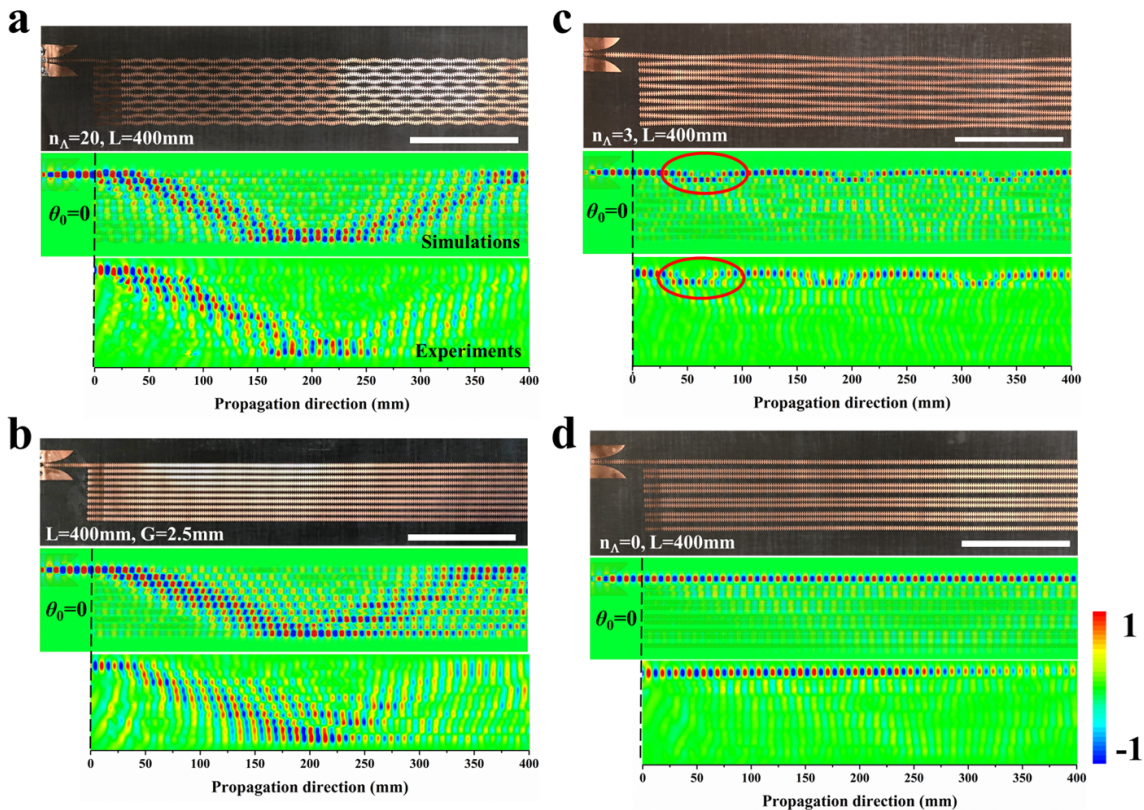 a
n_Λ=20, L=400mm
θ₀=0
Simulations
Experiments
0 50 100 150 200 250 300 350 400
Propagation direction (mm)
b
L=400mm, G=2.5mm
θ₀=0
0 50 100 150 200 250 300 350 400
Propagation direction (mm)
c
n_Λ=3, L=400mm
θ₀=0
0 50 100 150 200 250 300 350 400
Propagation direction (mm)
d
n_Λ=0, L=400mm
θ₀=0
0 50 100 150 200 250 300 350 400
Propagation direction (mm)
1
-1